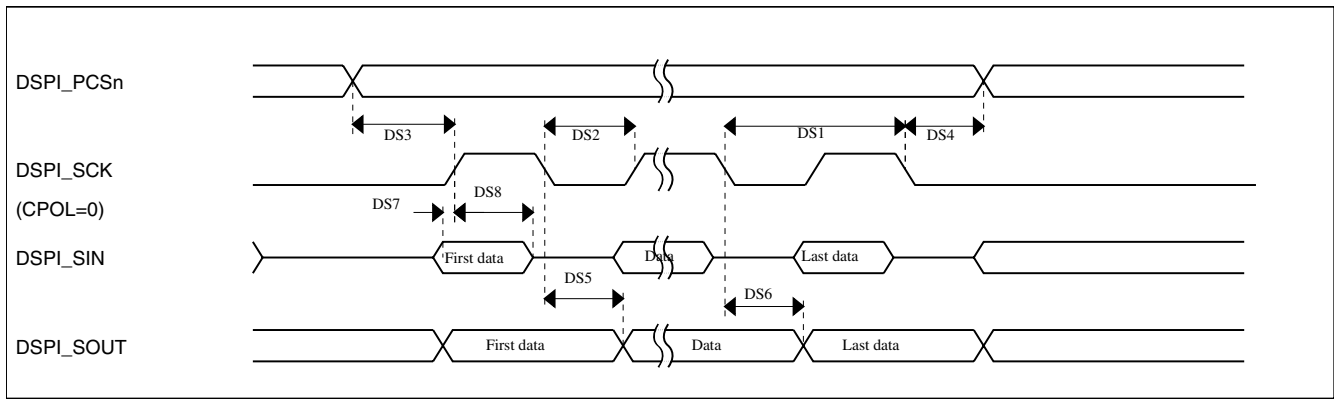 DSPI_PCSn
DS3
DS2
DS1
DS4
DSPI_SCK
(CPOL=0)
DS7
DS8
DSPI_SIN
First data
Data
Last data
DS5
DS6
DSPI_SOUT
First data
Data
Last data